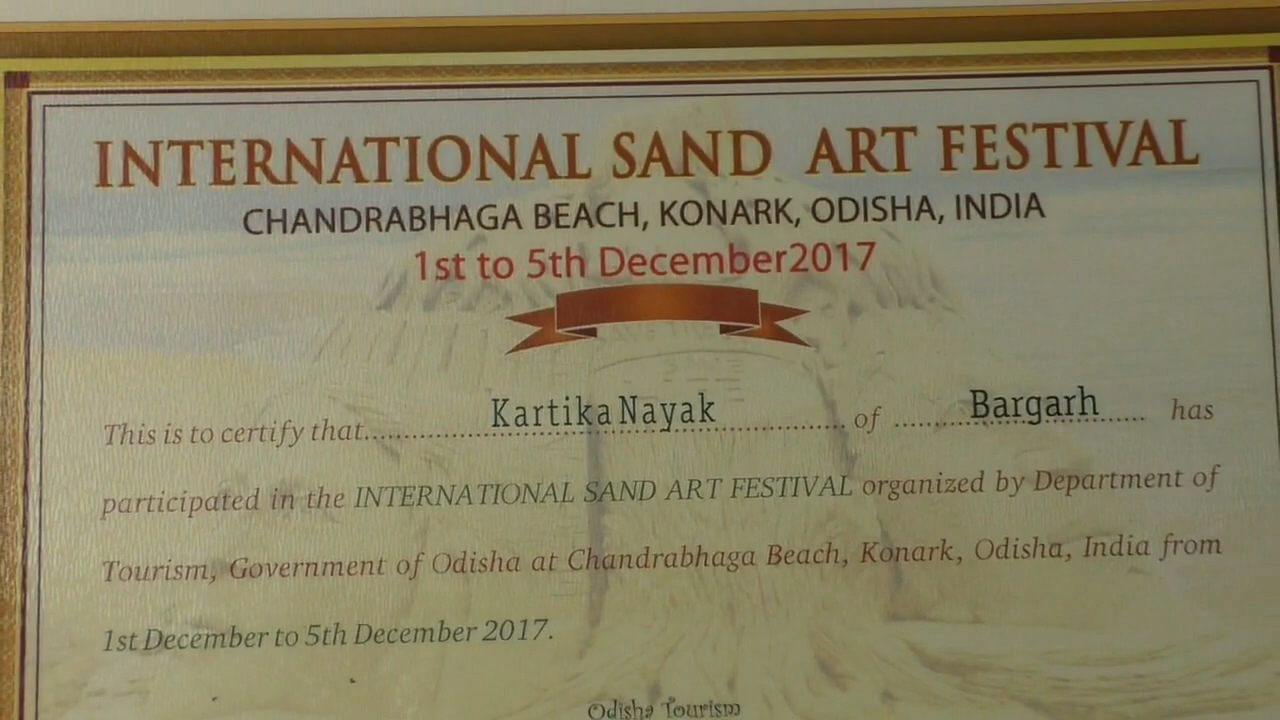 INTERNATIONAL SAND ART FESTIVAL
CHANDRABHAGA BEACH, KONARK, ODISHA, INDIA
1st to 5th December2017
This is to certify that.......Kartika Nayak.......of.......Bargarh.......has
participated in the INTERNATIONAL SAND ART FESTIVAL organized by Department of
Tourism, Government of Odisha at Chandrabhaga Beach, Konark, Odisha, India from
1st December to 5th December 2017.
Odisha Tourism